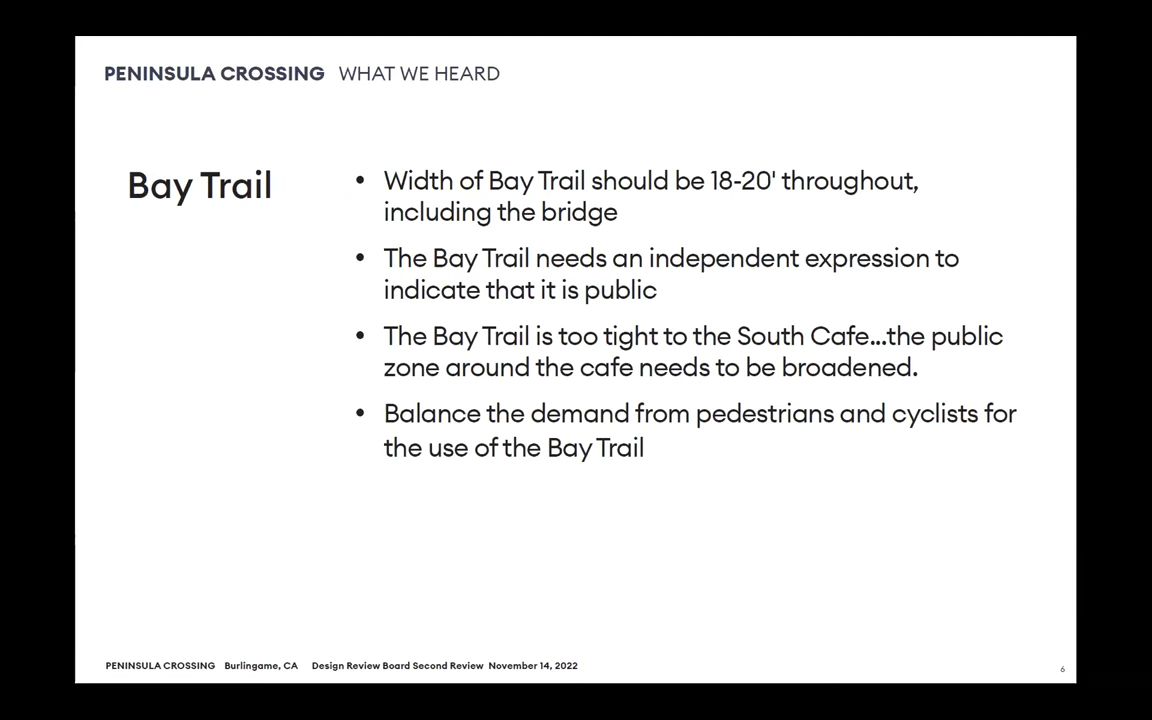 PENINSULA CROSSING WHAT WE HEARD
Bay Trail
• Width of Bay Trail should be 18-20' throughout,
including the bridge
• The Bay Trail needs an independent expression to
indicate that it is public
• The Bay Trail is too tight to the South Cafe...the public
zone around the cafe needs to be broadened.
• Balance the demand from pedestrians and cyclists for
the use of the Bay Trail
PENINSULA CROSSING Burlingame, CA Design Review Board Second Review November 14, 2022
6